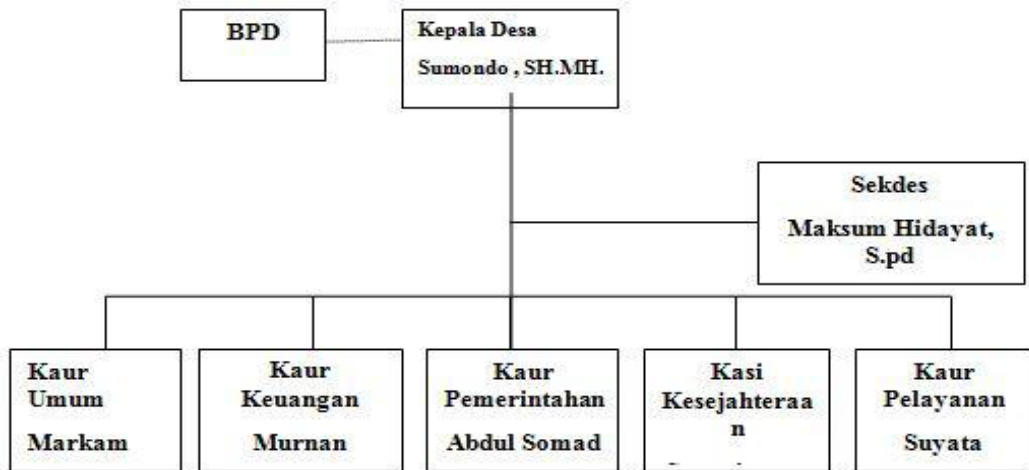 BPD
Kepala Desa
Sumondo , SH.MH.
Sekdes
Maksum Hidayat,
S.pd
Kaur
Umum
Markam
Kaur
Keuangan
Murnan
Kaur
Pemerintahan
Abdul Somad
Kasi
Kesejahteraa
n
Kaur
Pelayanan
Suyata